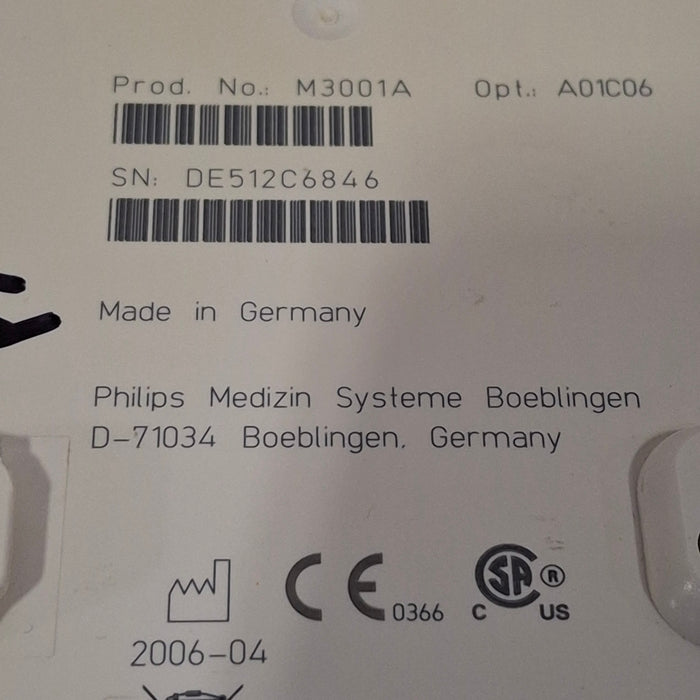 Prod. No.: M3001A Opt.: A01C06
SN: DE512C6846
Made in Germany
Philips Medizin Systeme Boeblingen
D-71034 Boeblingen, Germany
CE 0366 C SA ® US
2006-04